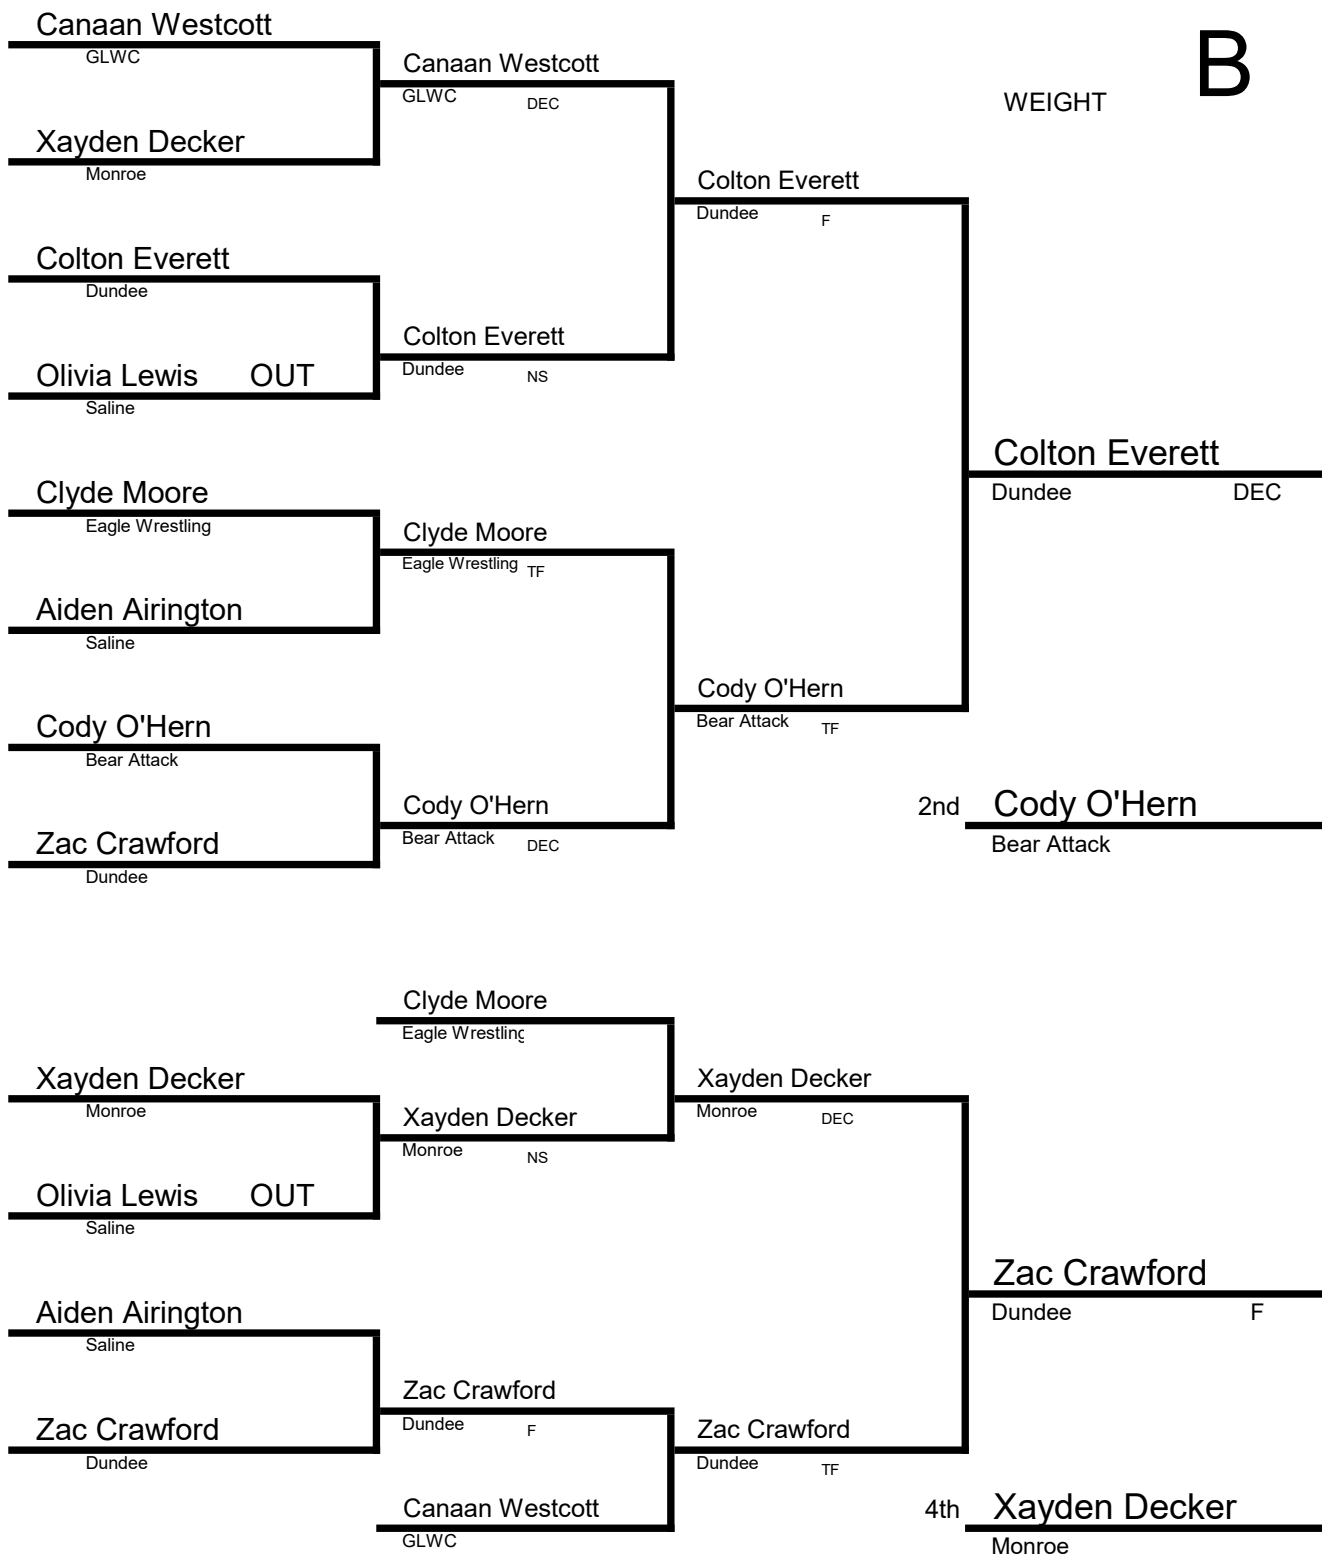 Canaan Westcott
GLWC
Canaan Westcott
GLWC DEC
B
WEIGHT
Xayden Decker
Monroe
Colton Everett
Dundee F
Colton Everett
Dundee
Colton Everett
Dundee NS
Olivia Lewis OUT
Saline
Colton Everett
Dundee DEC
Clyde Moore
Eagle Wrestling
Clyde Moore
Eagle Wrestling TF
Aiden Airington
Saline
Cody O'Hern
Bear Attack TF
Cody O'Hern
Bear Attack
Cody O'Hern
Bear Attack DEC
2nd Cody O'Hern
Bear Attack
Zac Crawford
Dundee
Clyde Moore
Eagle Wrestling
Xayden Decker
Monroe
Xayden Decker
Monroe DEC
Xayden Decker
Monroe NS
Olivia Lewis OUT
Saline
Zac Crawford
Dundee F
Aiden Airington
Saline
Zac Crawford
Dundee F
Zac Crawford
Dundee
Zac Crawford
Dundee TF
Canaan Westcott
GLWC
4th Xayden Decker
Monroe